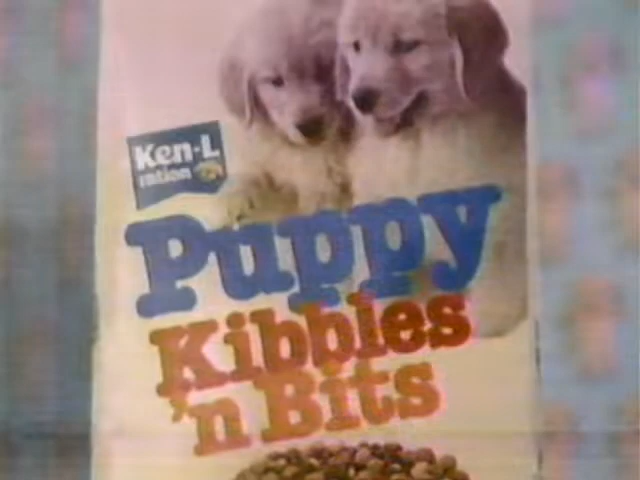 Ken-L
ration
Puppy
Kibbles
'n Bits